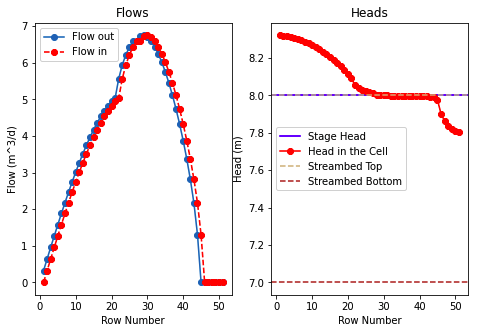 Flows
Flow out
Flow in
Flow (m^3/d)
0
1
2
3
4
5
6
7
0
10
20
30
40
50
Row Number
Heads
Stage Head
Head in the Cell
Streambed Top
Streambed Bottom
Head (m)
7.0
7.2
7.4
7.6
7.8
8.0
8.2
0
10
20
30
40
50
Row Number